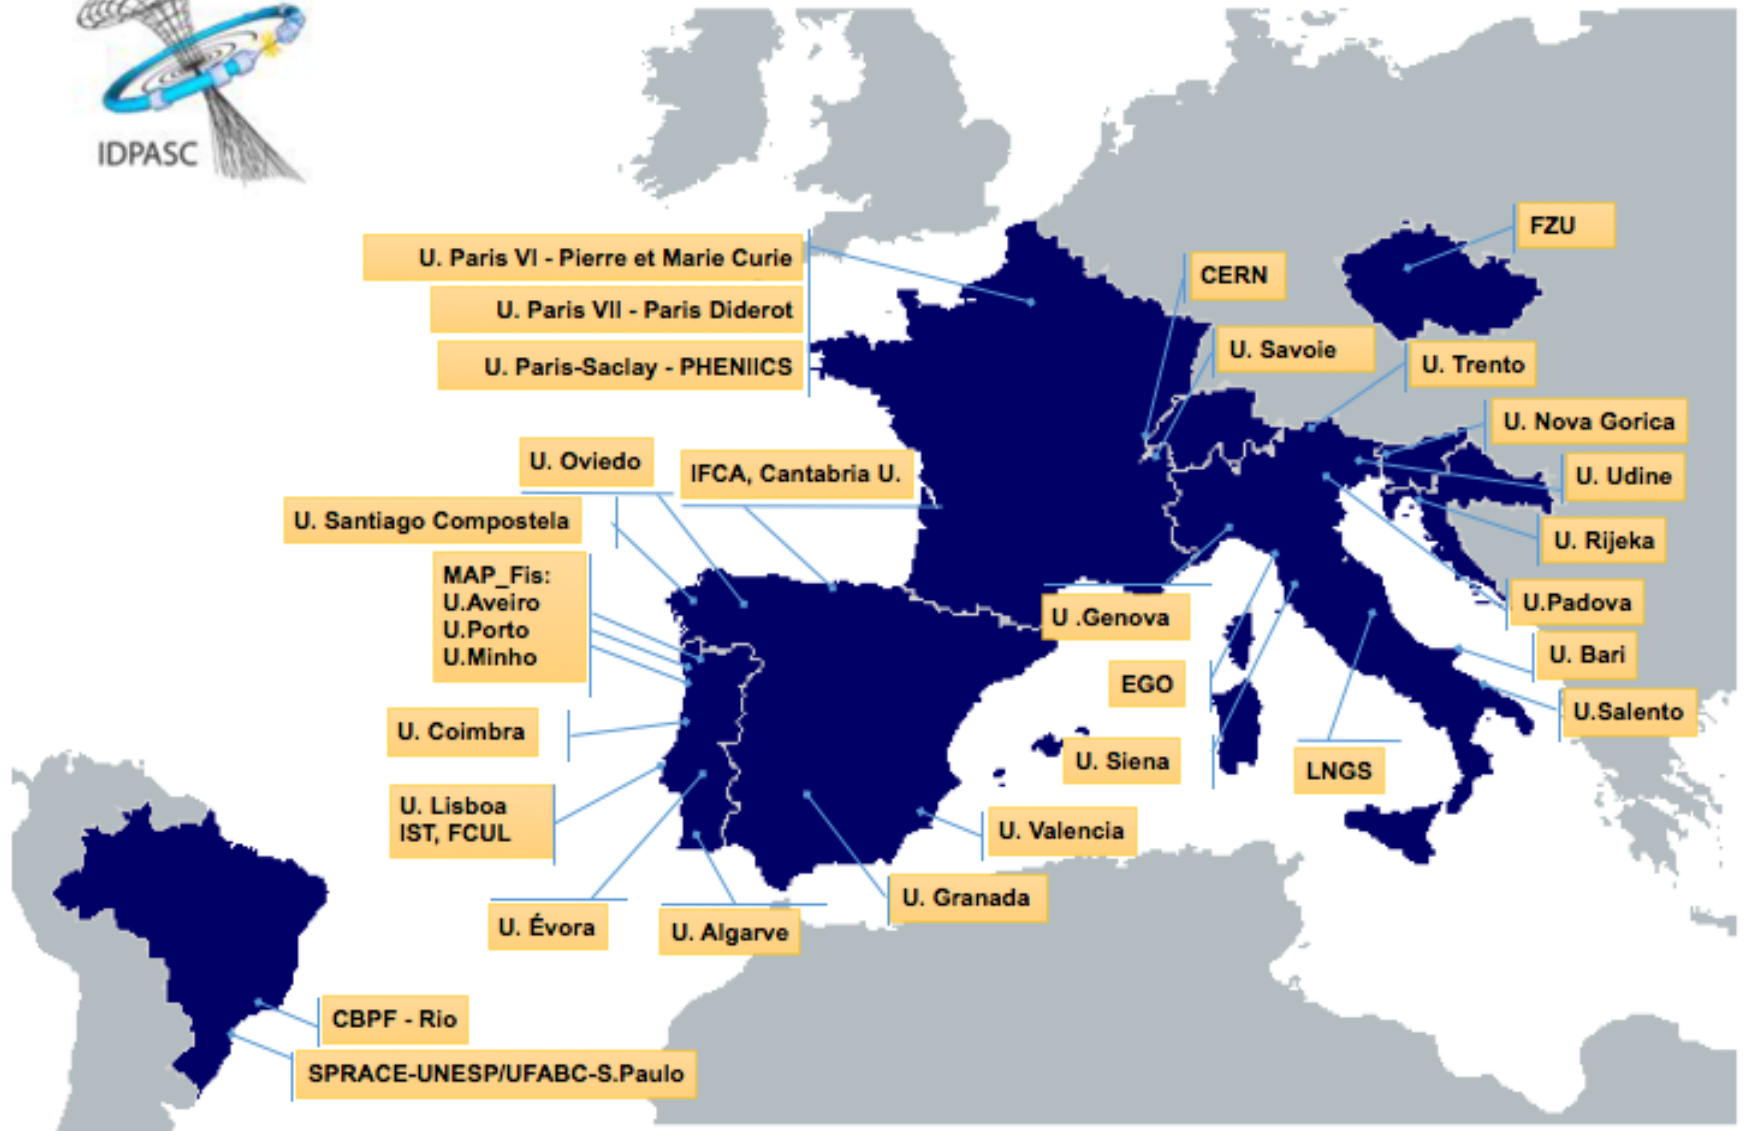 IDPASC
FZU
U. Paris VI - Pierre et Marie Curie
CERN
U. Paris VII - Paris Diderot
U. Savoie
U. Paris-Saclay - PHENIICS
U. Trento
U. Nova Gorica
U. Oviedo
IFCA, Cantabria U.
U. Udine
U. Santiago Compostela
U. Rijeka
MAP_Fis:
U.Aveiro
U.Porto
U.Minho
U .Genova
U.Padova
U. Bari
EGO
U.Salento
U. Coimbra
U. Siena
LNGS
U. Lisboa
IST, FCUL
U. Valencia
U. Granada
U. Évora
U. Algarve
CBPF - Rio
SPRACE-UNESP/UFABC-S.Paulo